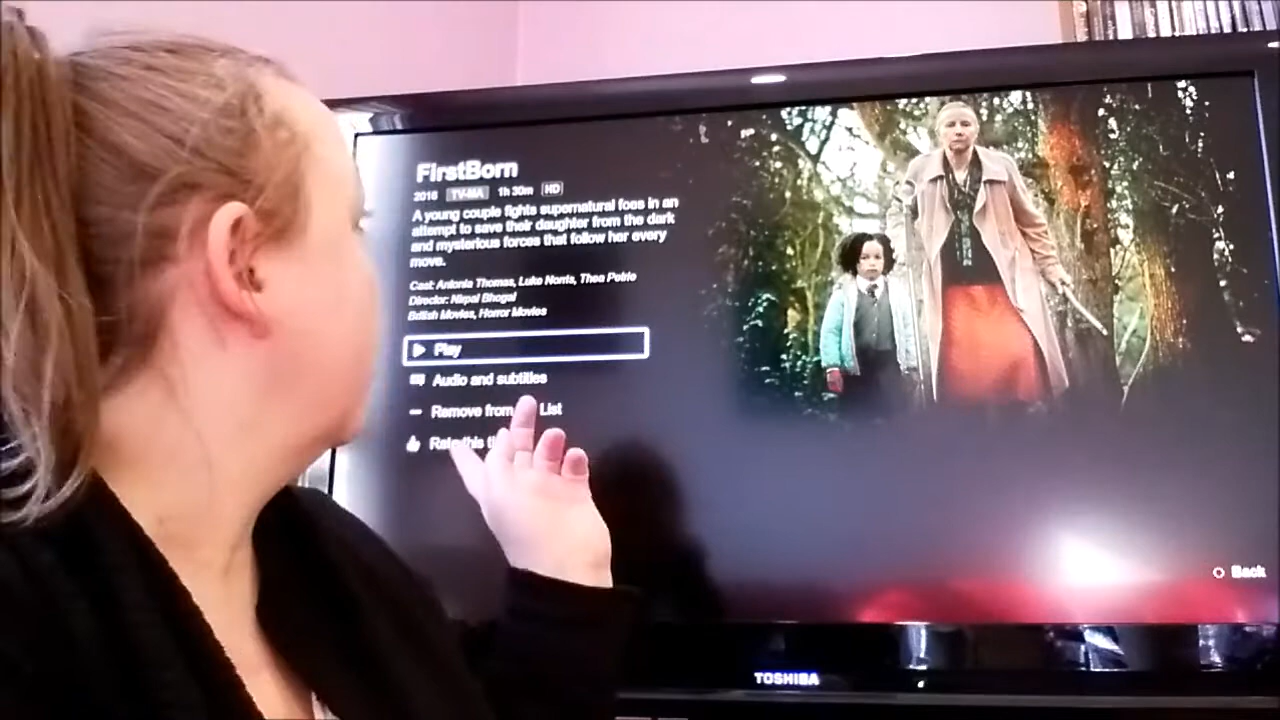 FirstBorn
2016 TV-MA 1h 30m HD
A young couple fights supernatural foes in an
attempt to save their daughter from the dark
and mysterious forces that follow her every
move.
Cast: Antonia Thomas, Luke Norris, Thea Petrie
Director: Nirpal Bhogal
British Movies, Horror Movies
Play
Audio and subtitles
Remove from List
Rate this
Back
TOSHIBA